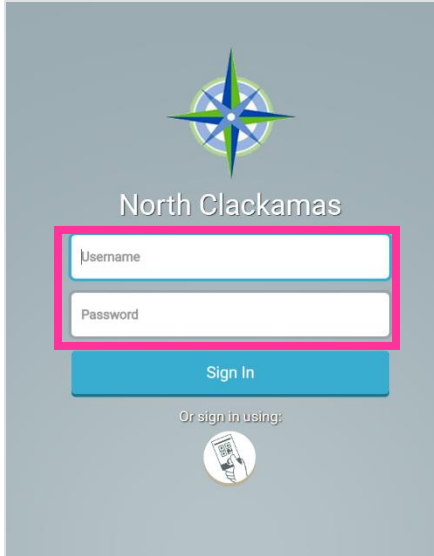 North Clackamas
Username
Password
Sign In
Or sign in using: